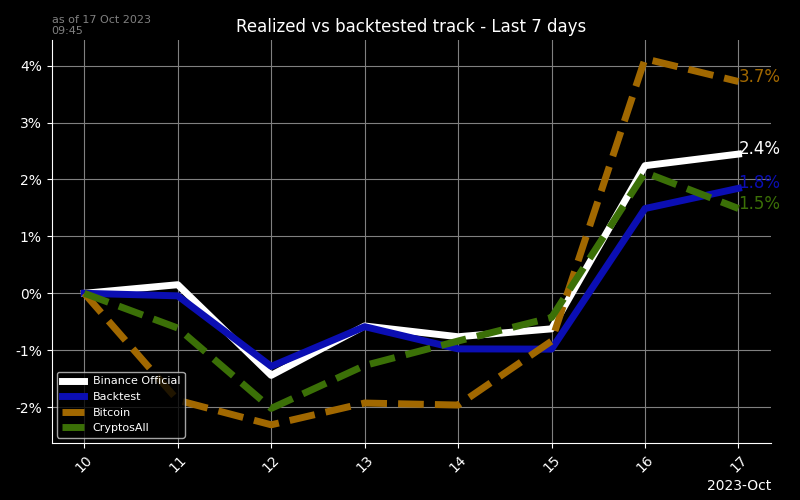 as of 17 Oct 2023
09:45
Realized vs backtested track - Last 7 days
4%
3%
2%
1%
0%
-1%
-2%
3.7%
2.4%
1.8%
1.5%
Binance Official
Backtest
Bitcoin
CryptosAll
10
11
12
13
14
15
16
17
2023-Oct